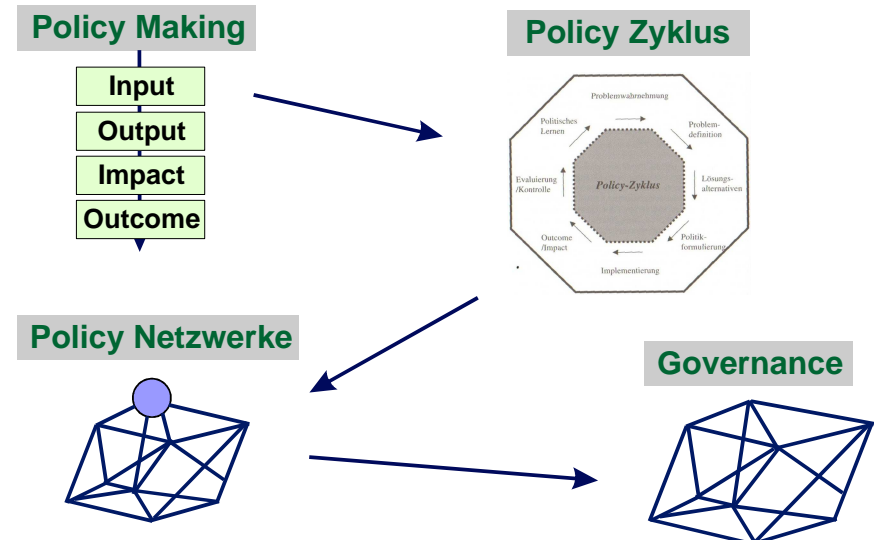 Policy Making
Input
Output
Impact
Outcome
Policy Zyklus
Problemwahrnehmung
Problem-
definition
Lösungs-
alternativen
Politik-
formulierung
Implementierung
Outcome
/Impact
Evaluierung
/Kontrolle
Politisches
Lernen
Policy-Zyklus
Policy Netzwerke
Governance